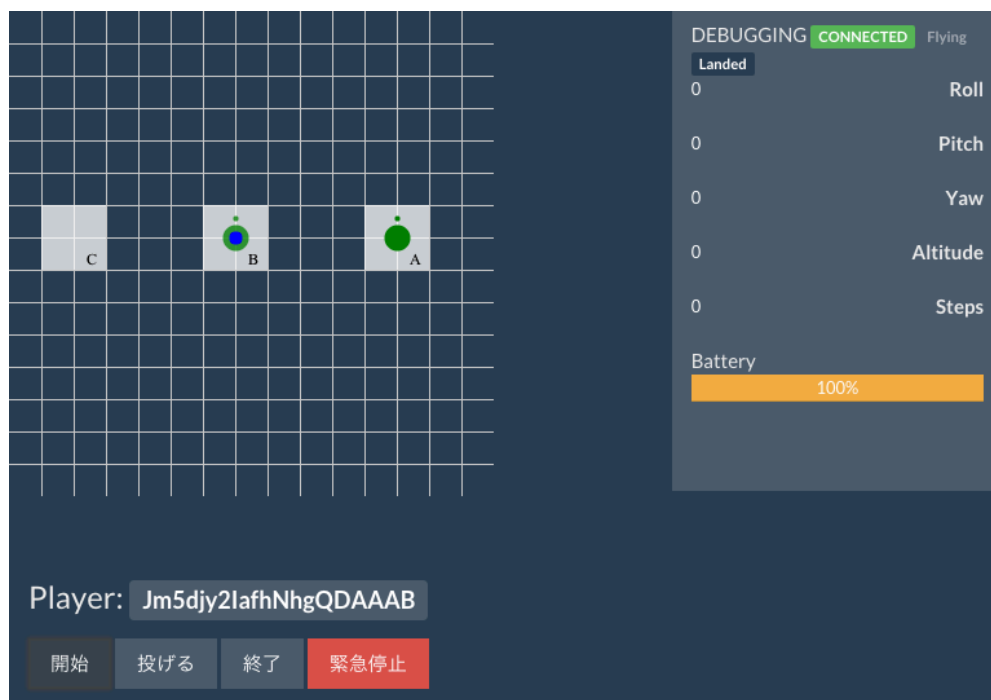 C
B
A
DEBUGGING CONNECTED Flying
Landed
0 Roll
0 Pitch
0 Yaw
0 Altitude
0 Steps
Battery
100%
Player: Jm5djy2IafhNhgQDAAAB
開始 投げる 終了 緊急停止